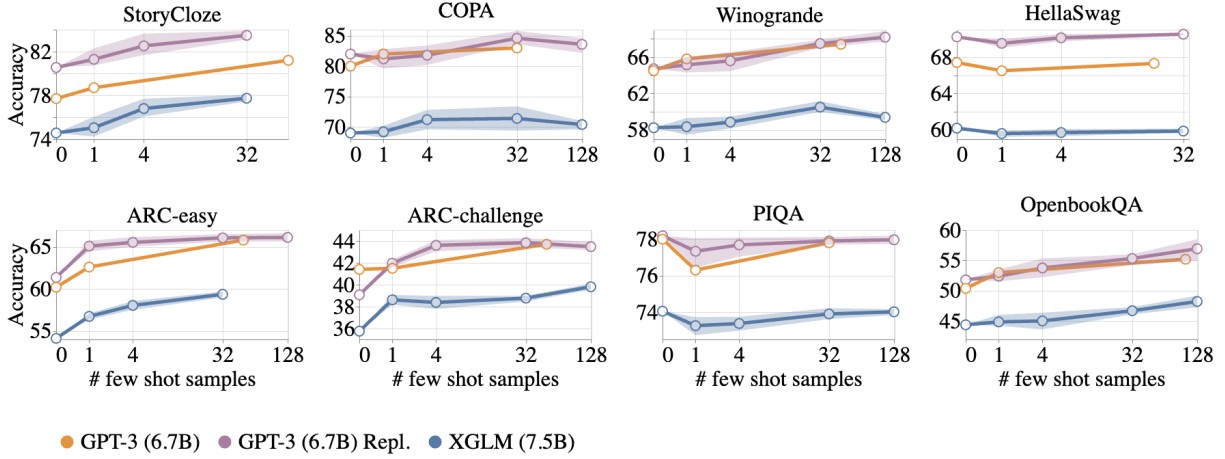 StoryCloze
COPA
Winogrande
HellaSwag
Accuracy
82
78
74
0 1 4 32
85
80
75
70
0 1 4 32 128
66
62
58
0 1 4 32 128
68
64
60
0 1 4 32
ARC-easy
ARC-challenge
PIQA
OpenbookQA
Accuracy
65
60
55
0 1 4 32 128
# few shot samples
44
42
40
38
36
0 1 4 32 128
# few shot samples
78
76
74
0 1 4 32 128
# few shot samples
60
55
50
45
0 1 4 32 128
# few shot samples
GPT-3 (6.7B) GPT-3 (6.7B) Repl. XGLM (7.5B)